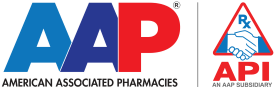 AAP®
AMERICAN ASSOCIATED PHARMACIES
Rx
API
AN AAP SUBSIDIARY